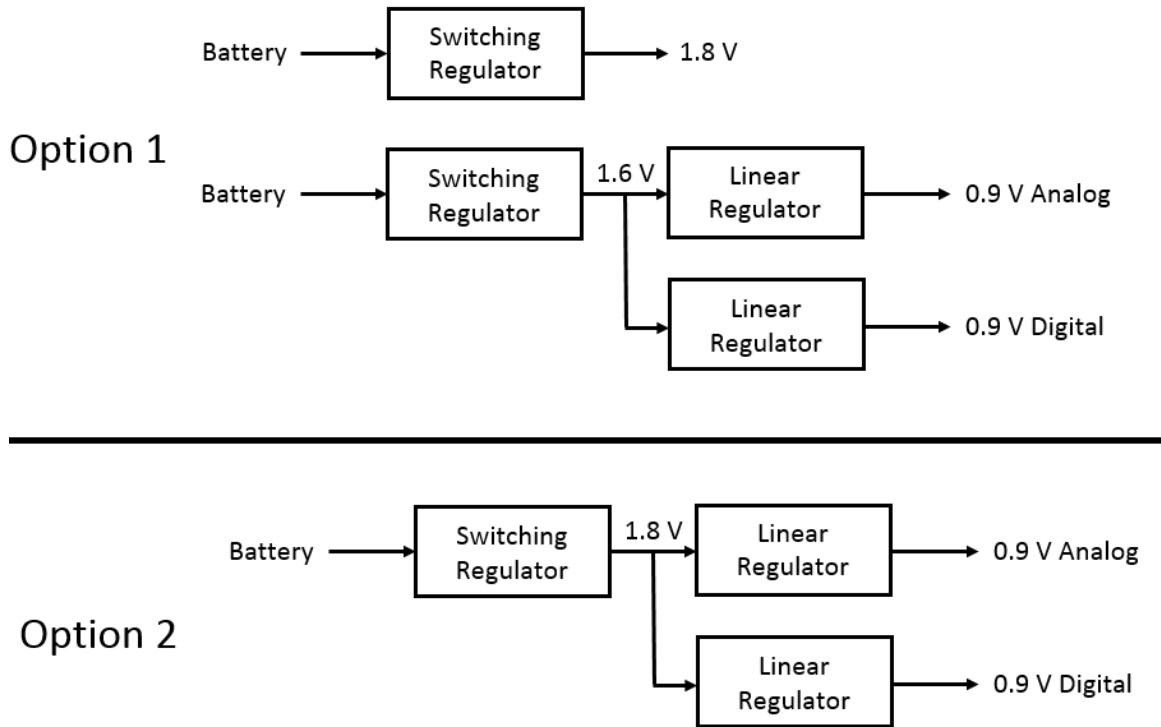 Battery
Switching
Regulator
1.8 V
Option 1
Battery
Switching
Regulator
1.6 V
Linear
Regulator
0.9 V Analog
Linear
Regulator
0.9 V Digital
Battery
Switching
Regulator
1.8 V
Linear
Regulator
0.9 V Analog
Option 2
Linear
Regulator
0.9 V Digital